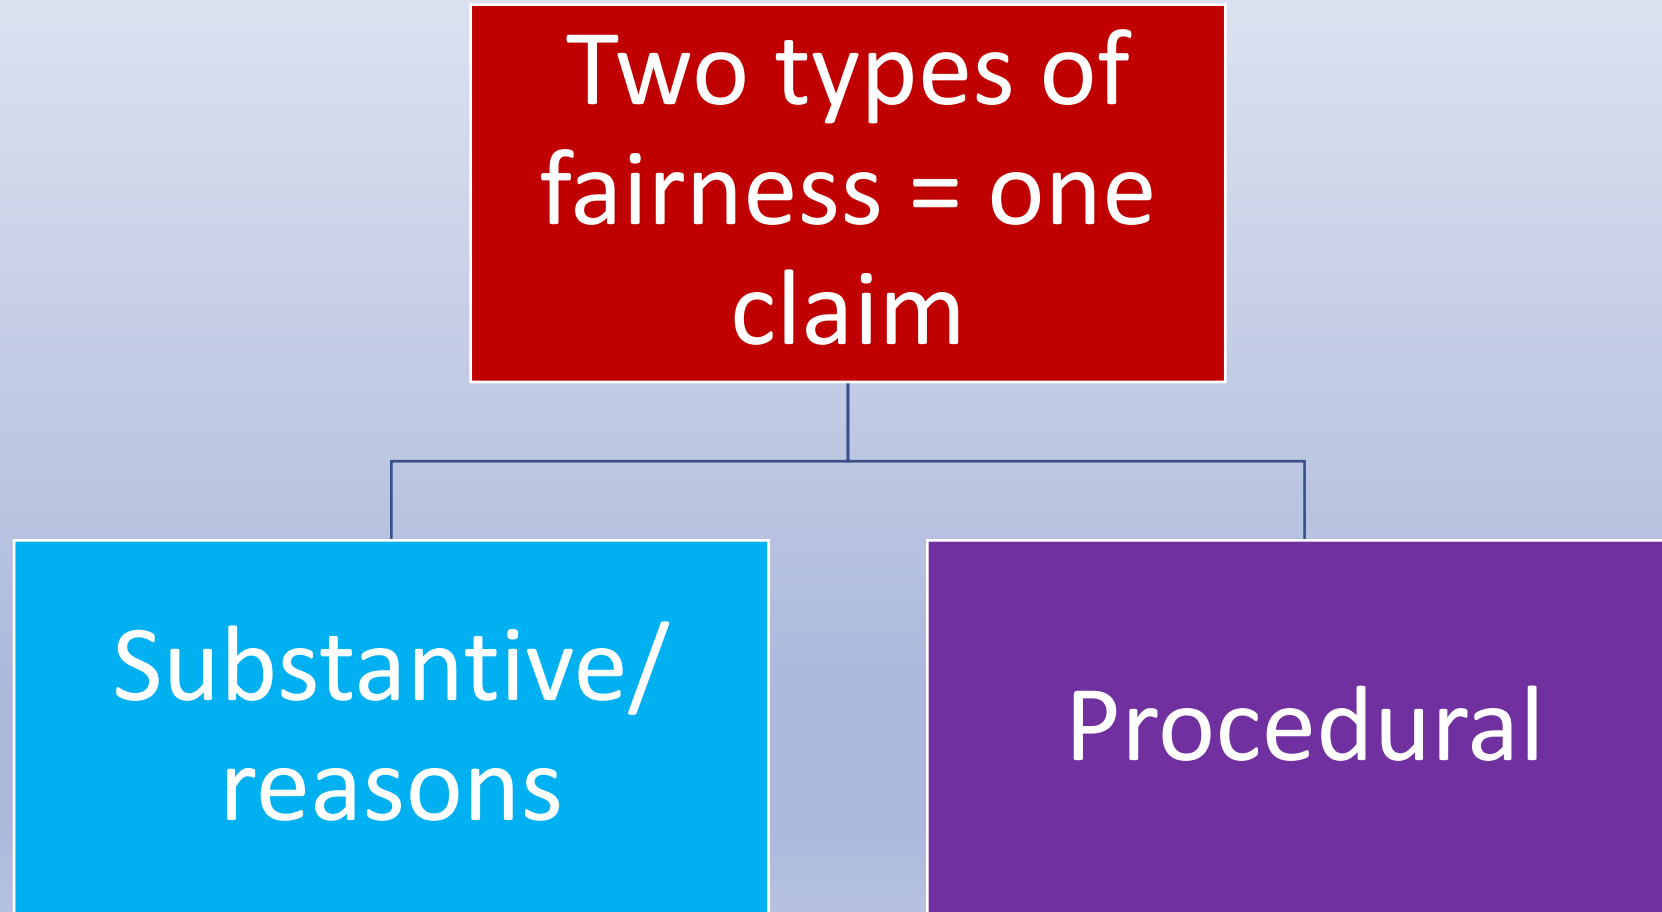 Two types of
fairness = one
claim
Substantive/
reasons
Procedural